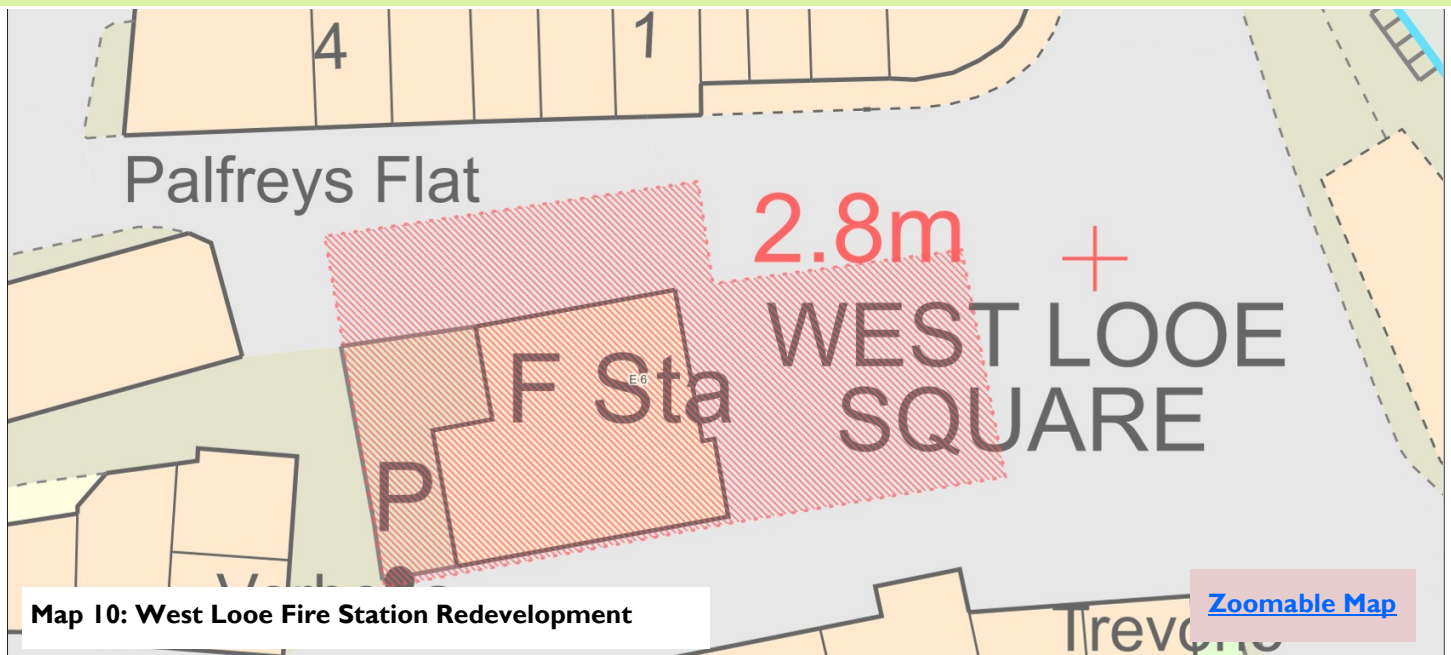 4
1
Palfreys Flat
2.8m
WEST LOOE
SQUARE
F Sta
E 6
P
Map 10: West Looe Fire Station Redevelopment
Zoomable Map